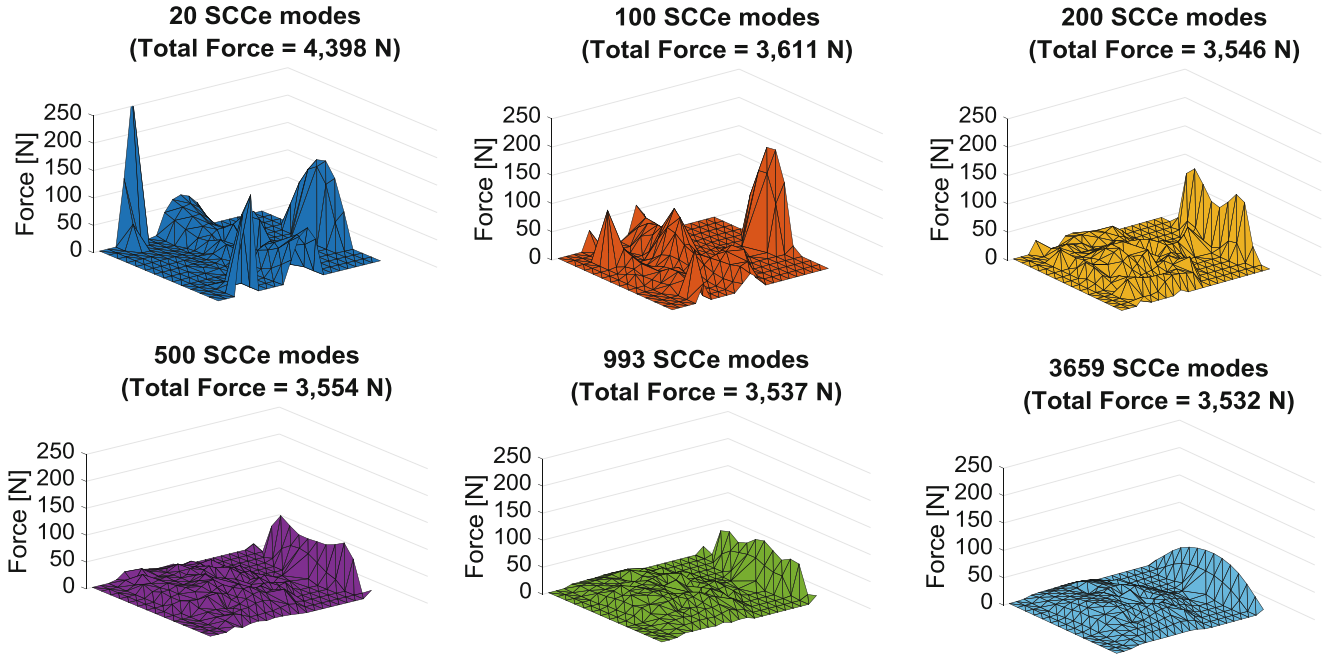 20 SCCe modes
(Total Force = 4,398 N)
250
200
150
100
50
0
Force [N]
100 SCCe modes
(Total Force = 3,611 N)
250
200
150
100
50
0
Force [N]
200 SCCe modes
(Total Force = 3,546 N)
250
200
150
100
50
0
Force [N]
500 SCCe modes
(Total Force = 3,554 N)
250
200
150
100
50
0
Force [N]
993 SCCe modes
(Total Force = 3,537 N)
250
200
150
100
50
0
Force [N]
3659 SCCe modes
(Total Force = 3,532 N)
250
200
150
100
50
0
Force [N]